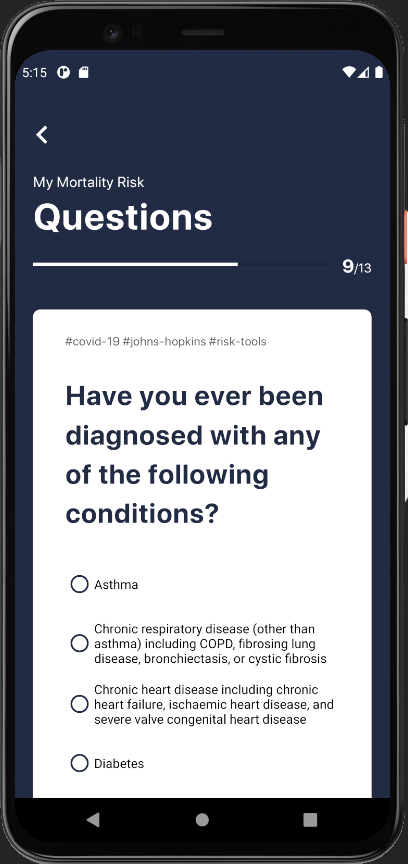 5:15
My Mortality Risk
Questions
9/13
#covid-19 #johns-hopkins #risk-tools
Have you ever been
diagnosed with any
of the following
conditions?
Asthma
Chronic respiratory disease (other than
asthma) including COPD, fibrosing lung
disease, bronchiectasis, or cystic fibrosis
Chronic heart disease including chronic
heart failure, ischaemic heart disease, and
severe valve congenital heart disease
Diabetes